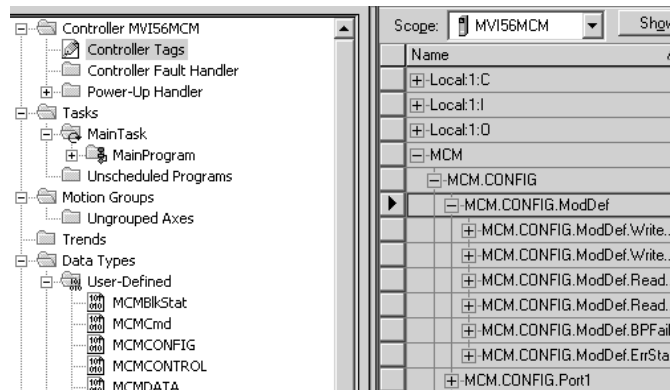 Controller MVI56MCM
Controller Tags
Controller Fault Handler
Power-Up Handler
Tasks
MainTask
MainProgram
Unscheduled Programs
Motion Groups
Ungrouped Axes
Trends
Data Types
User-Defined
MCMBlkStat
MCMCmd
MCMCONFIG
MCMCONTROL
MCMDATA
Scope: MVI56MCM Show
Name
Local:1:C
Local:1:I
Local:1:O
MCM
MCM.CONFIG
MCM.CONFIG.ModDef
MCM.CONFIG.ModDef.Write..
MCM.CONFIG.ModDef.Write..
MCM.CONFIG.ModDef.Read.
MCM.CONFIG.ModDef.Read.
MCM.CONFIG.ModDef.BPFail
MCM.CONFIG.ModDef.ErrSta
MCM.CONFIG.Port1